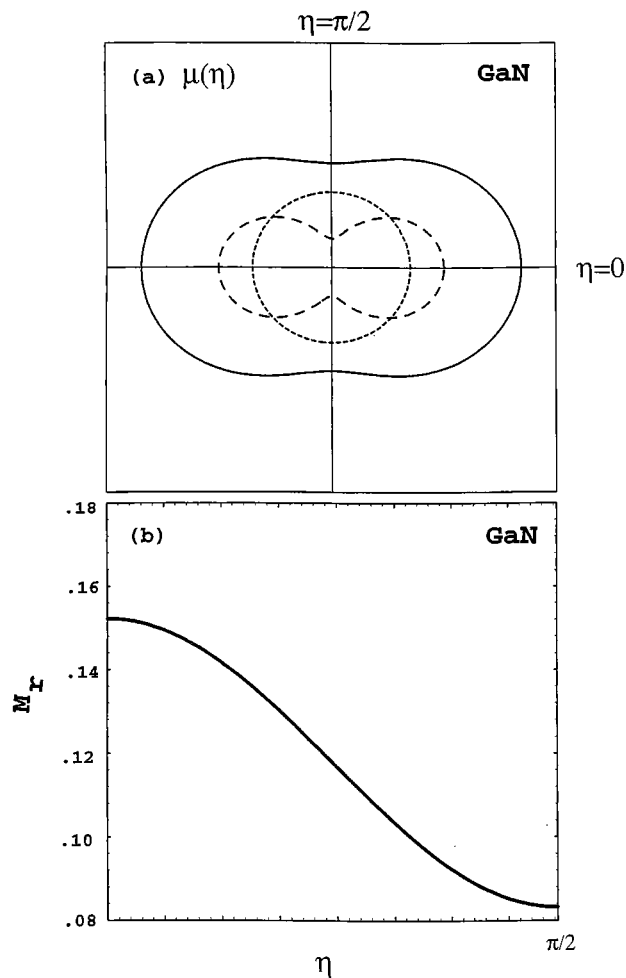 η=π/2
(a) μ(η)
GaN
η=0
.18
(b)
GaN
.16
.14
M_r
.12
.10
.08
η
π/2